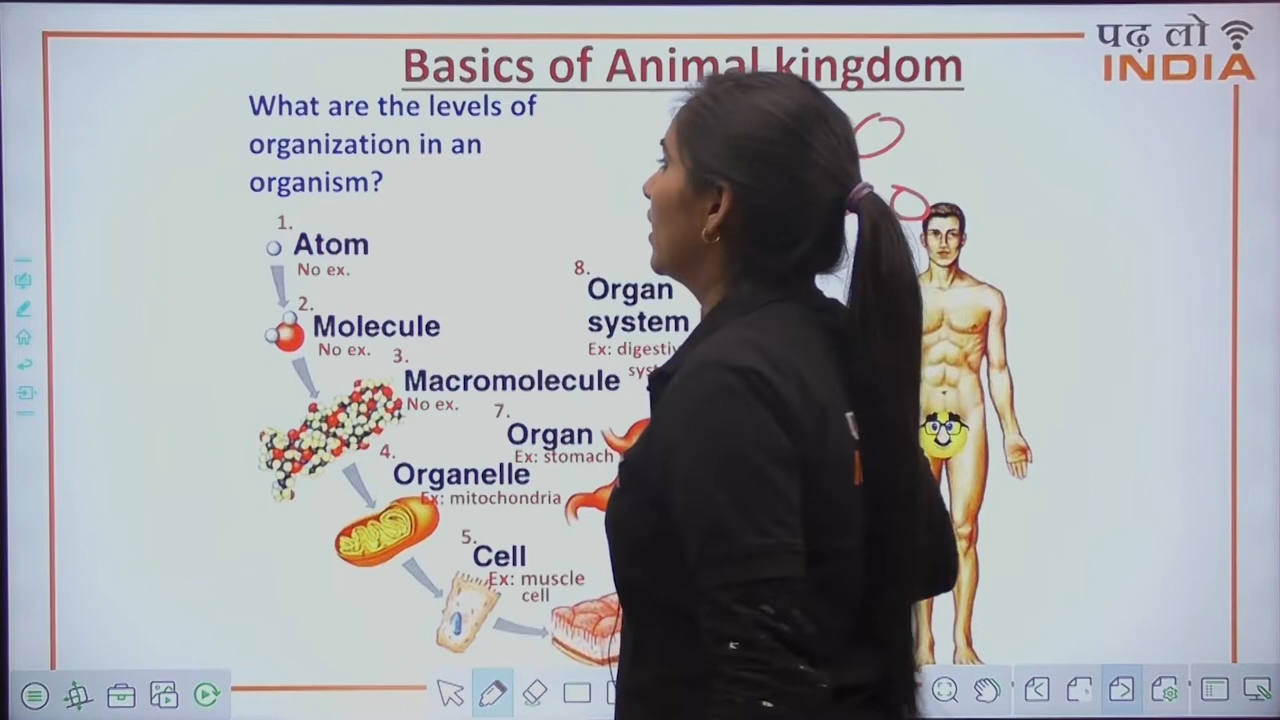 पढ़ लो
INDIA
Basics of Animal kingdom
What are the levels of
organization in an
organism?
1.
Atom
No ex.
2.
Molecule
No ex.
3.
Macromolecule
No ex.
4.
Organelle
Ex: mitochondria
5.
Cell
Ex: muscle
cell
7.
Organ
Ex: stomach
8.
Organ
system
Ex: